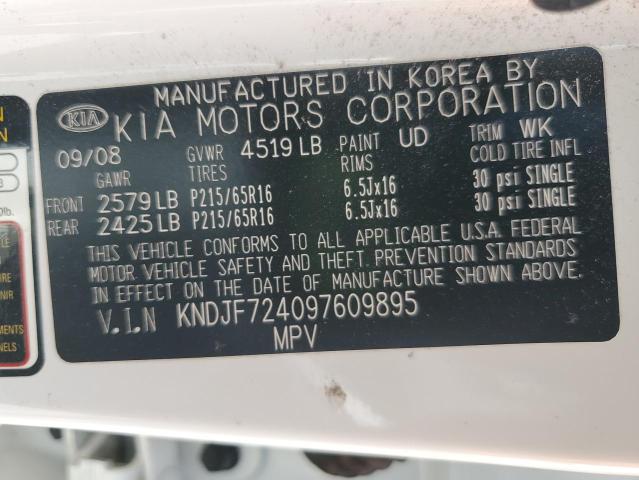 MANUFACTURED IN KOREA BY
KIA KIA MOTORS CORPORATION
09/08 GVWR 4519 LB PAINT UD TRIM WK
GAWR TIRES RIMS COLD TIRE INFL
FRONT 2579 LB P215/65R16 6.5Jx16 30 psi SINGLE
REAR 2425 LB P215/65R16 6.5Jx16 30 psi SINGLE
THIS VEHICLE CONFORMS TO ALL APPLICABLE U.S.A. FEDERAL
MOTOR VEHICLE SAFETY AND THEFT PREVENTION STANDARDS
IN EFFECT ON THE DATE OF MANUFACTURE SHOWN ABOVE.
V.I.N KNDJF724097609895
MPV